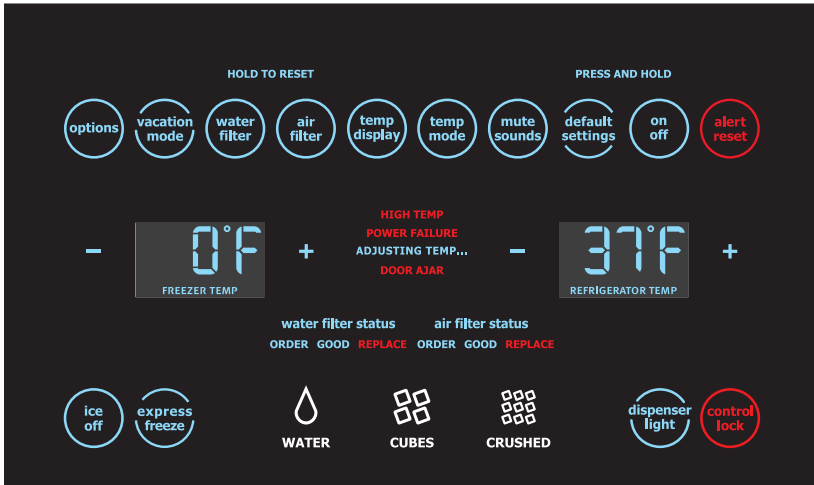 HOLD TO RESET PRESS AND HOLD
options vacation mode water filter air filter temp display temp mode mute sounds default settings on off alert reset
HIGH TEMP
POWER FAILURE
ADJUSTING TEMP...
DOOR AJAR
- 0°F + - 37°F +
FREEZER TEMP REFRIGERATOR TEMP
water filter status air filter status
ORDER GOOD REPLACE ORDER GOOD REPLACE
ice off express freeze WATER CUBES CRUSHED dispenser light control lock